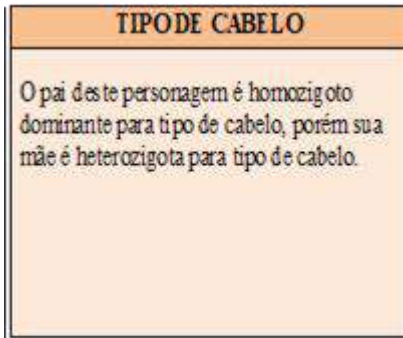 TIPO DE CABELO
O pai deste personagem é homozigoto
dominante para tipo de cabelo, porém sua
mãe é heterozigota para tipo de cabelo.